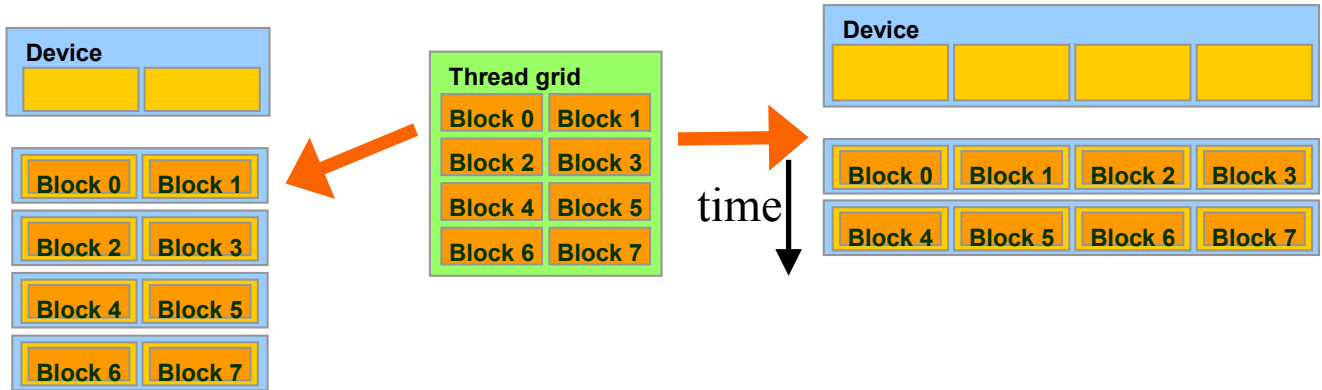 Device
Block 0 Block 1
Block 2 Block 3
Block 4 Block 5
Block 6 Block 7
Thread grid
Block 0 Block 1
Block 2 Block 3
Block 4 Block 5
Block 6 Block 7
time
Device
Block 0 Block 1 Block 2 Block 3
Block 4 Block 5 Block 6 Block 7